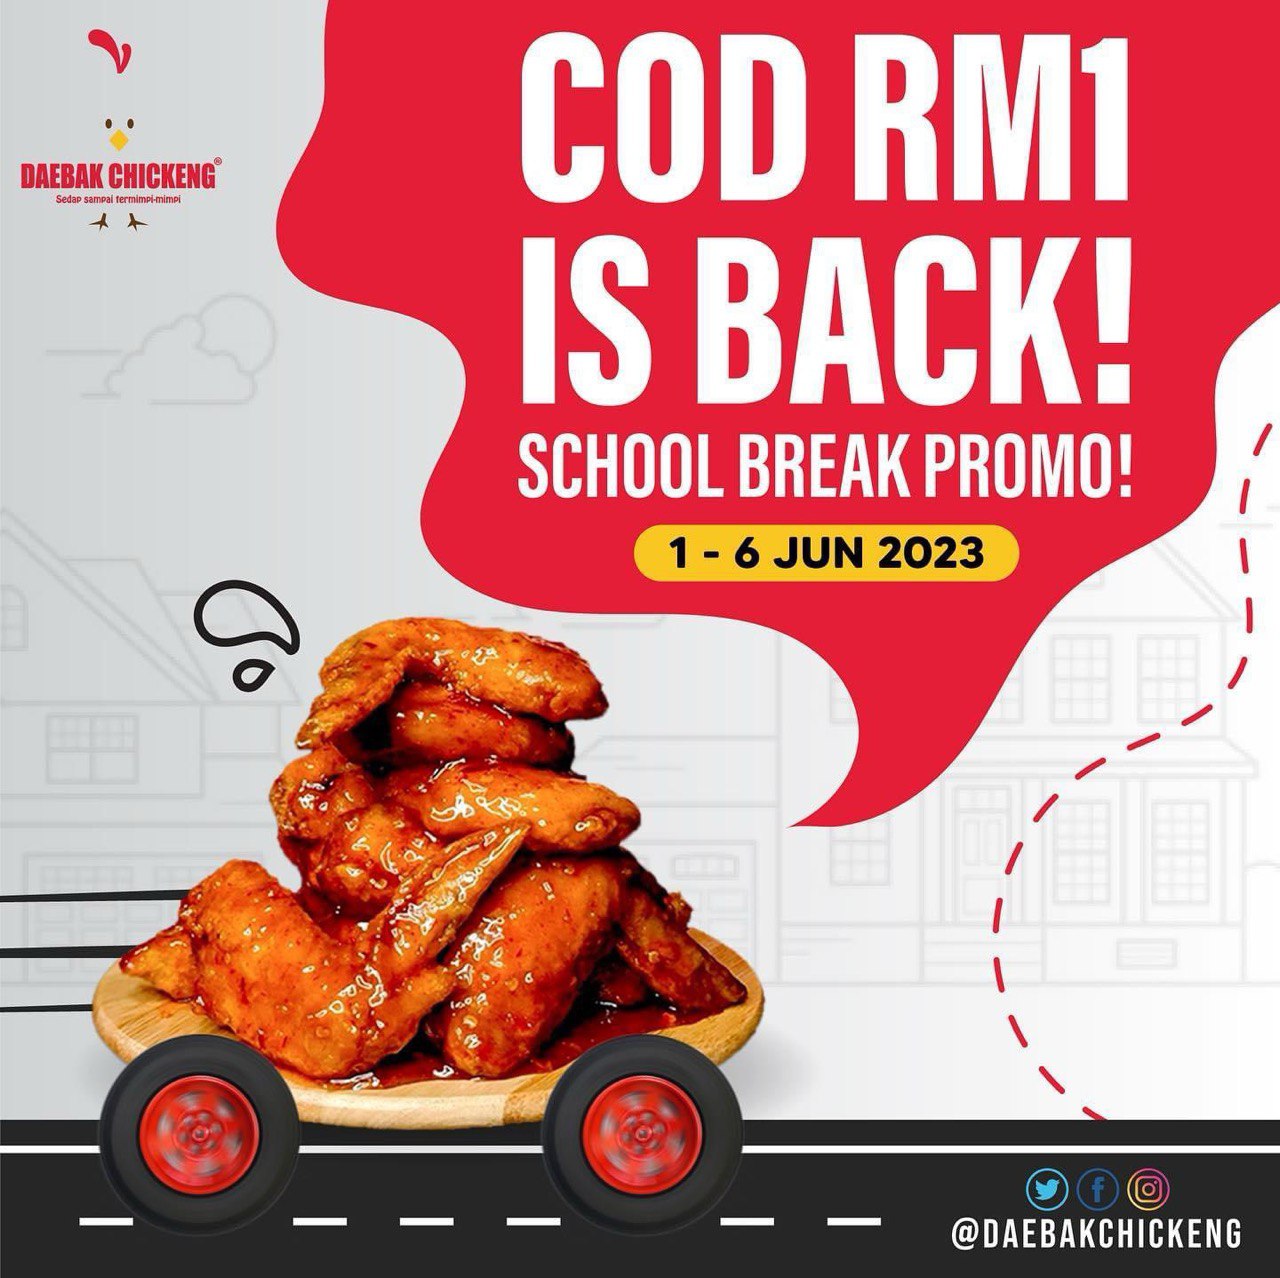 DAEBAK CHICKENG®
Sedap sampai termimpi-mimpi
COD RM1
IS BACK!
SCHOOL BREAK PROMO!
1 - 6 JUN 2023
@DAEBAKCHICKENG